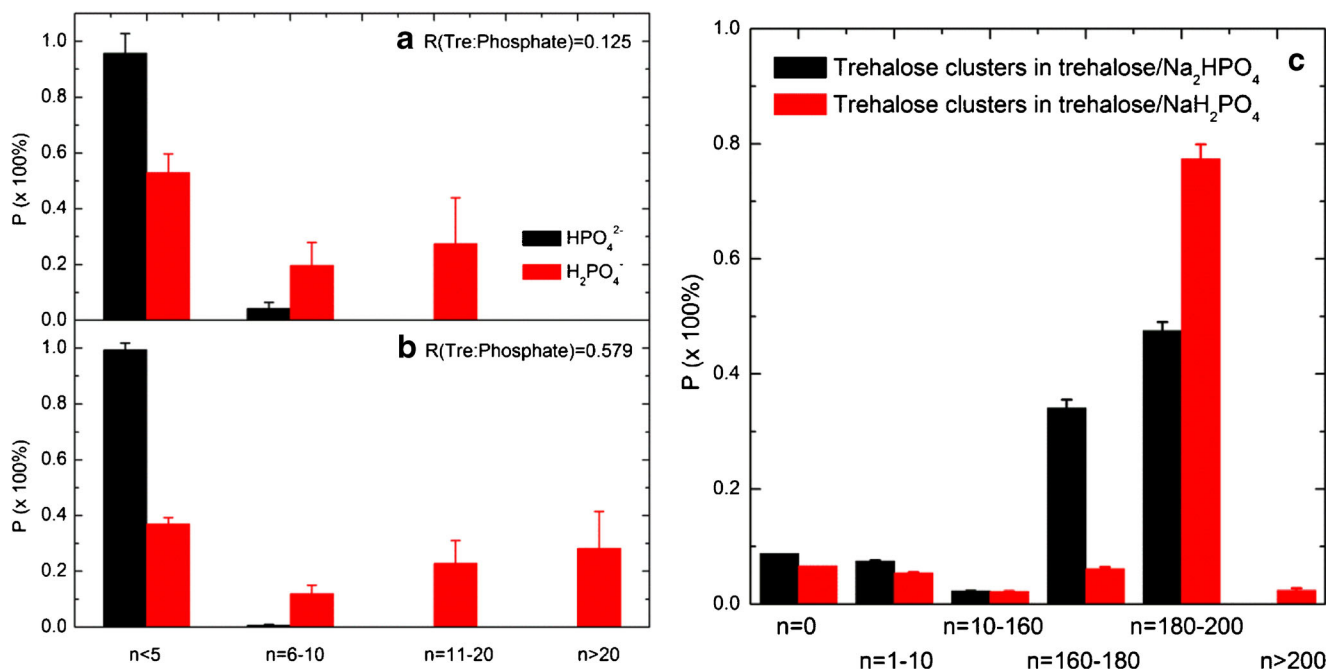 a R(Tre:Phosphate)=0.125
1.0
0.8
0.6
0.4
0.2
0.0
P (x 100%)
HPO₄²⁻
H₂PO₄⁻
b R(Tre:Phosphate)=0.579
1.0
0.8
0.6
0.4
0.2
0.0
P (x 100%)
n<5 n=6-10 n=11-20 n>20
c
Trehalose clusters in trehalose/Na₂HPO₄
Trehalose clusters in trehalose/NaH₂PO₄
1.0
0.8
0.6
0.4
0.2
0.0
P (x 100%)
n=0 n=10-160 n=180-200
n=1-10 n=160-180 n>200